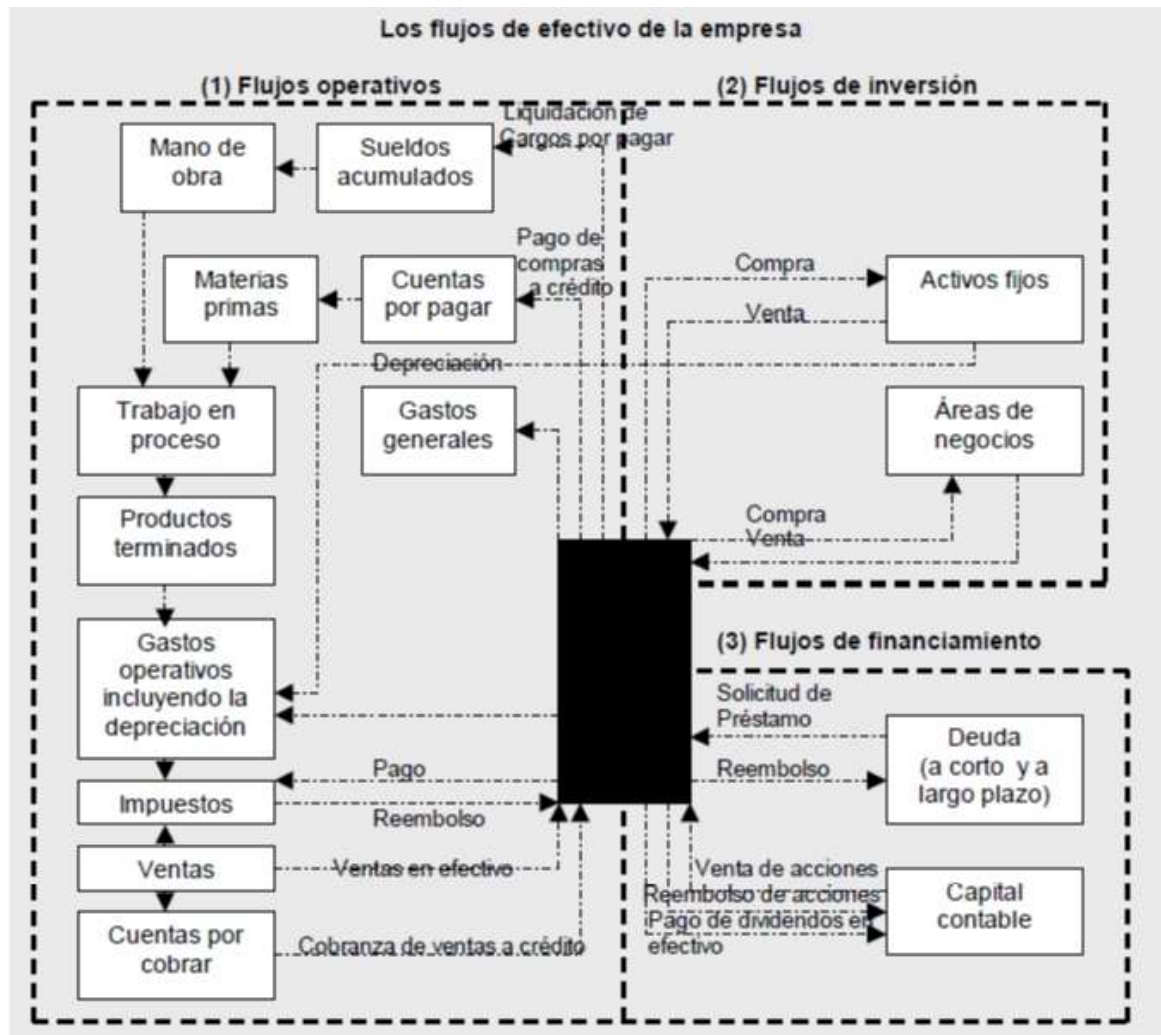 Los flujos de efectivo de la empresa
(1) Flujos operativos
(2) Flujos de inversión
Liquidación de
Cargos por pagar
Mano de
obra
Sueldos
acumulados
Pago de
compras
a crédito
Materias
primas
Cuentas
por pagar
Compra
Venta
Activos fijos
Depreciación
Trabajo en
proceso
Gastos
generales
Áreas de
negocios
Productos
terminados
Compra
Venta
Gastos
operativos
incluyendo la
depreciación
(3) Flujos de financiamiento
Solicitud de
Préstamo
Reembolso
Deuda
(a corto y a
largo plazo)
Pago
Impuestos
Reembolso
Ventas
Ventas en efectivo
Venta de acciones
Reembolso de acciones
Pago de dividendos en
efectivo
Capital
contable
Cuentas por
cobrar
Cobranza de ventas a crédito